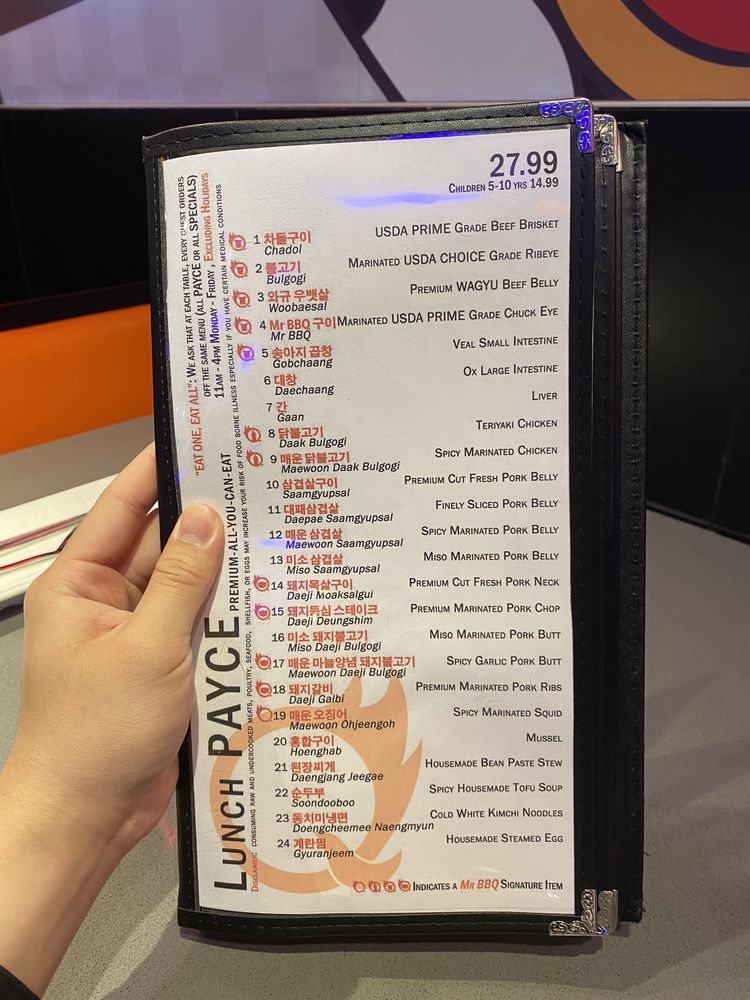 27.99
Children 5-10 yrs 14.99
"Eat One, Eat All": We ask that at each table, every guest orders
off the same menu (all PAYCE or all SPECIALS)
11am - 4pm Monday - Friday, Excluding Holidays
Lunch PAYCE premium-all-you-can-eat
Disclaimer: consuming raw and undercooked meats, poultry, seafood, shellfish, or eggs may increase your risk of food borne illness especially if you have certain medical conditions
1 차돌구이 USDA PRIME Grade Beef Brisket
Chadol
2 불고기 Marinated USDA CHOICE Grade Ribeye
Bulgogi
3 와규 우뱃살 Premium WAGYU Beef Belly
Woobaesal
4 Mr BBQ 구이 Marinated USDA PRIME Grade Chuck Eye
Mr BBQ
5 송아지 곱창 Veal Small Intestine
Gobchaang
6 대창 Ox Large Intestine
Daechaang
7 간 Liver
Gaan
8 닭불고기 Teriyaki Chicken
Daak Bulgogi
9 매운 닭불고기 Spicy Marinated Chicken
Maewoon Daak Bulgogi
10 삼겹살구이 Premium Cut Fresh Pork Belly
Saamgyupsal
11 대패삼겹살 Finely Sliced Pork Belly
Daepae Saamgyupsal
12 매운 삼겹살 Spicy Marinated Pork Belly
Maewoon Saamgyupsal
13 미소 삼겹살 Miso Marinated Pork Belly
Miso Saamgyupsal
14 돼지목살구이 Premium Cut Fresh Pork Neck
Daeji Moaksalgui
15 돼지등심 스테이크 Premium Marinated Pork Chop
Daeji Deungshim
16 미소 돼지불고기 Miso Marinated Pork Butt
Miso Daeji Bulgogi
17 매운 마늘양념 돼지불고기 Spicy Garlic Pork Butt
Maewoon Daeji Bulgogi
18 돼지갈비 Premium Marinated Pork Ribs
Daeji Galbi
19 매운 오징어 Spicy Marinated Squid
Maewoon Ohjeengoh
20 홍합구이 Mussel
Hoenghab
21 된장찌게 Housemade Bean Paste Stew
Daengjang Jeegae
22 순두부 Spicy Housemade Tofu Soup
Soondooboo
23 동치미냉면 Cold White Kimchi Noodles
Doengcheemee Naengmyun
24 계란찜 Housemade Steamed Egg
Gyuranjeem
Indicates a Mr BBQ Signature Item